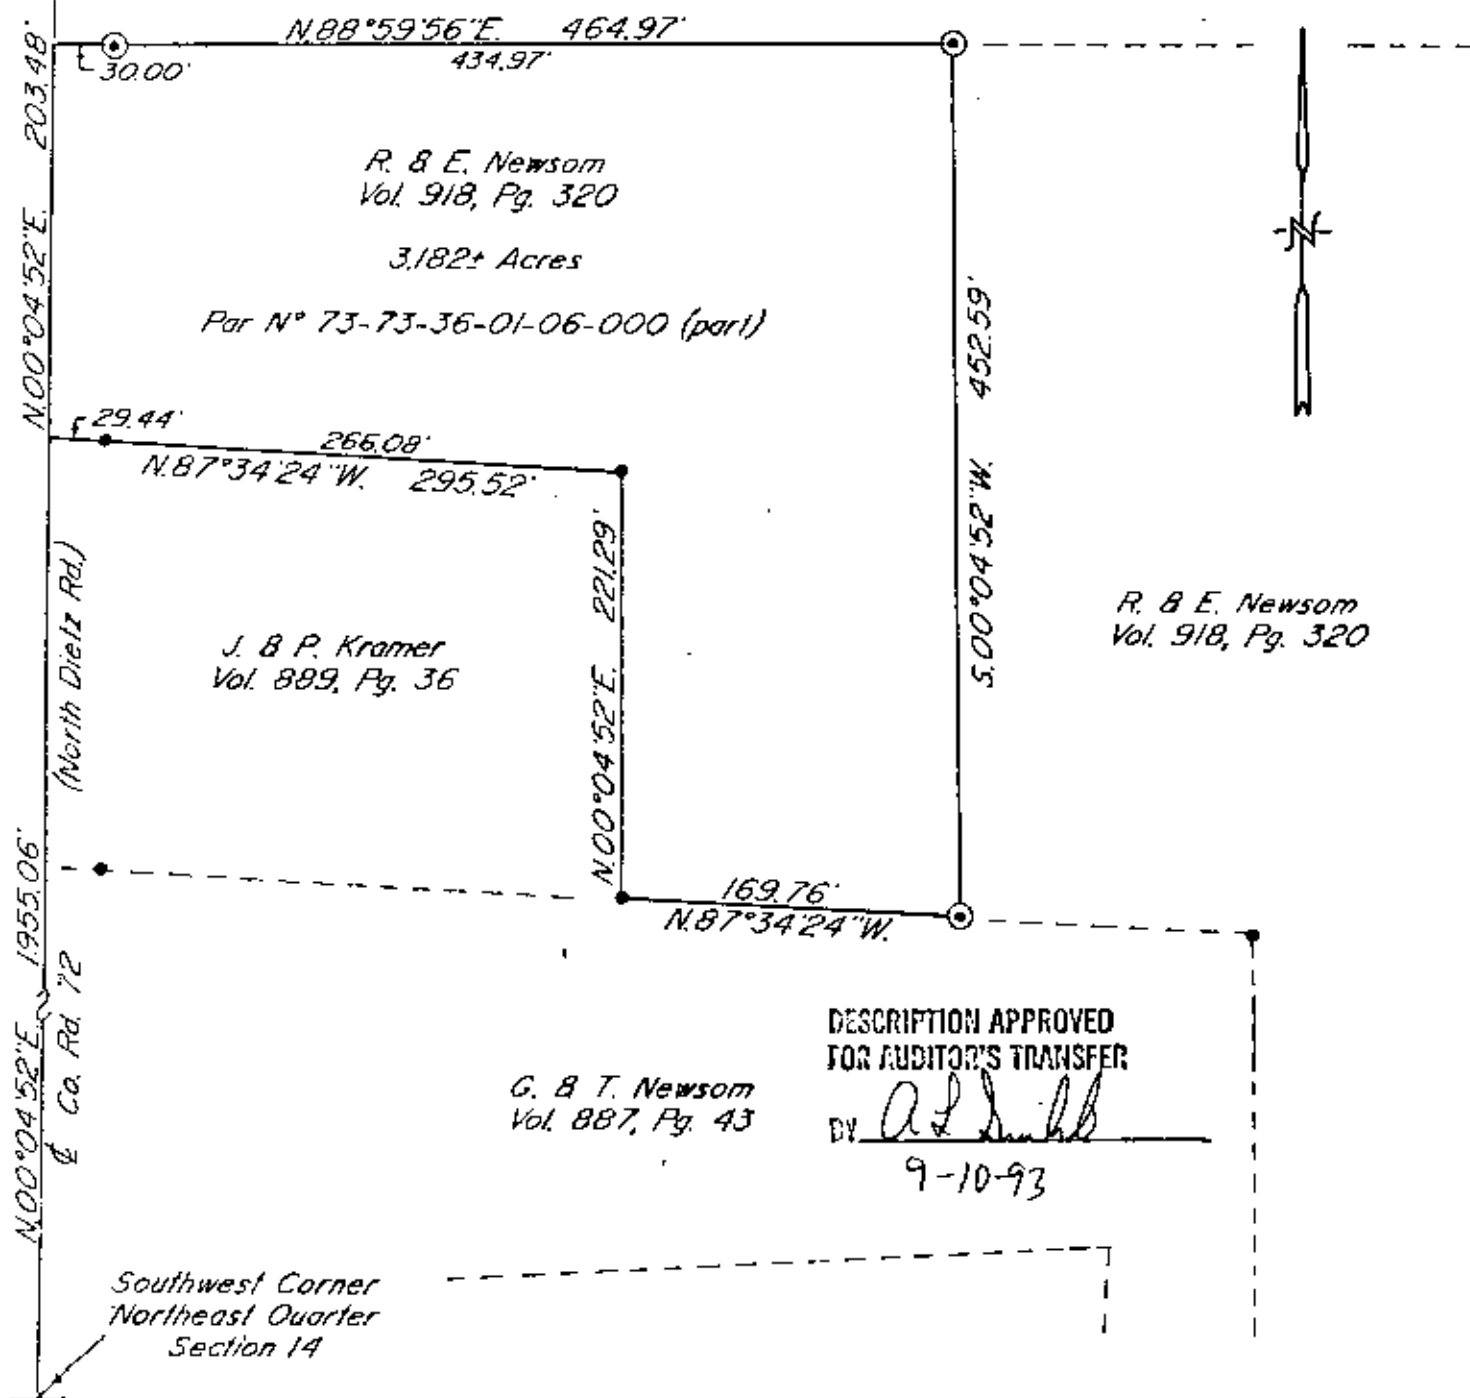 N.88°59'56"E. 464.97'
30.00'
434.97'
N.00°04'52"E. 203.48'
R. & E. Newsom
Vol. 918, Pg. 320
3.182± Acres
Par Nº 73-73-36-01-06-000 (part)
N
S.00°04'52"W. 452.59'
29.44'
266.08'
N.87°34'24"W. 295.52'
N.00°04'52"E. 221.29'
(North Dietz Rd.)
J. & P. Kramer
Vol. 889, Pg. 36
R. & E. Newsom
Vol. 918, Pg. 320
169.76'
N.87°34'24"W.
N.00°04'52"E. 1955.06'
℄ Co. Rd. 72
G. & T. Newsom
Vol. 887, Pg. 43
DESCRIPTION APPROVED
FOR AUDITOR'S TRANSFER
BY
9-10-93
Southwest Corner
Northeast Quarter
Section 14